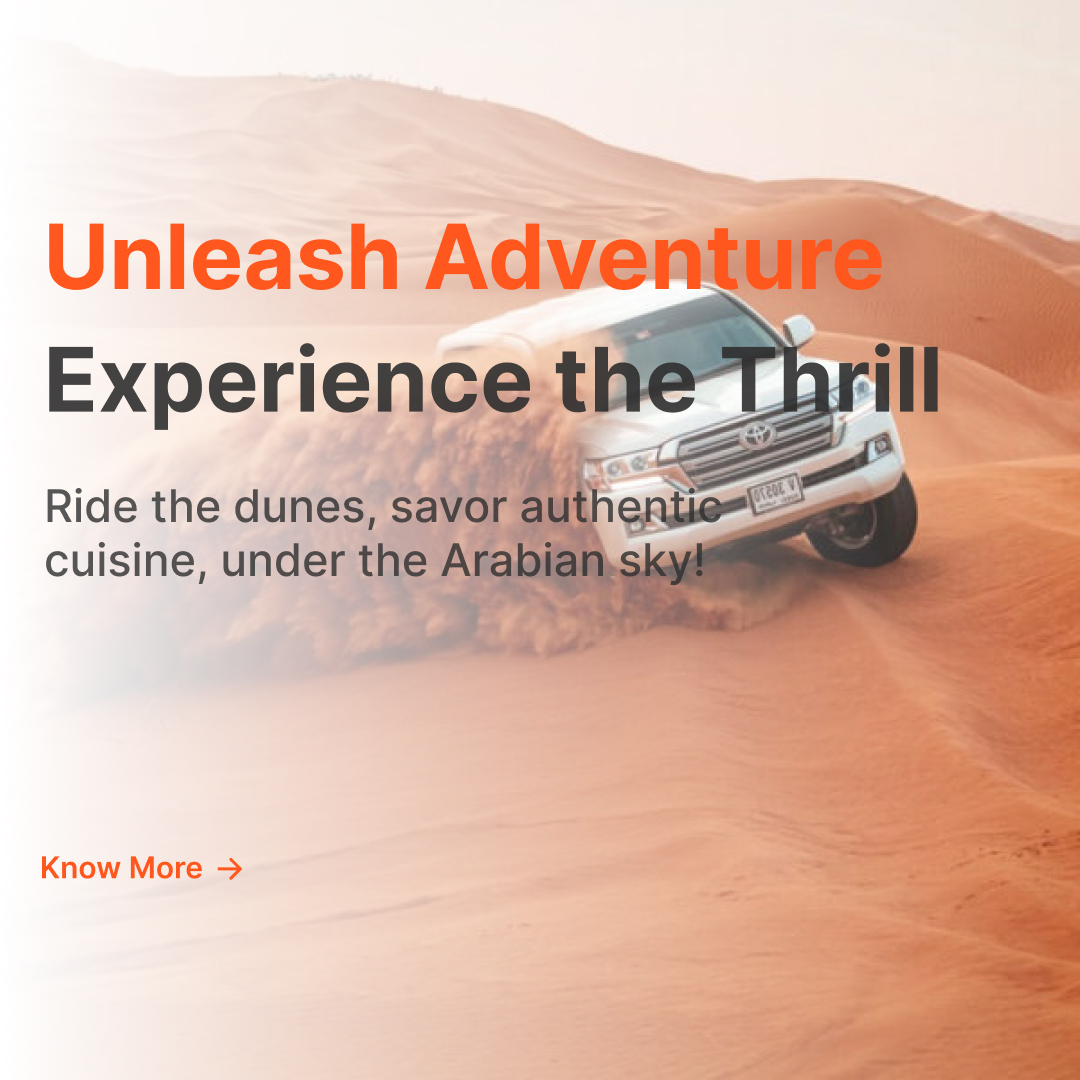 Unleash Adventure
Experience the Thrill
Ride the dunes, savor authentic
cuisine, under the Arabian sky!
Know More →